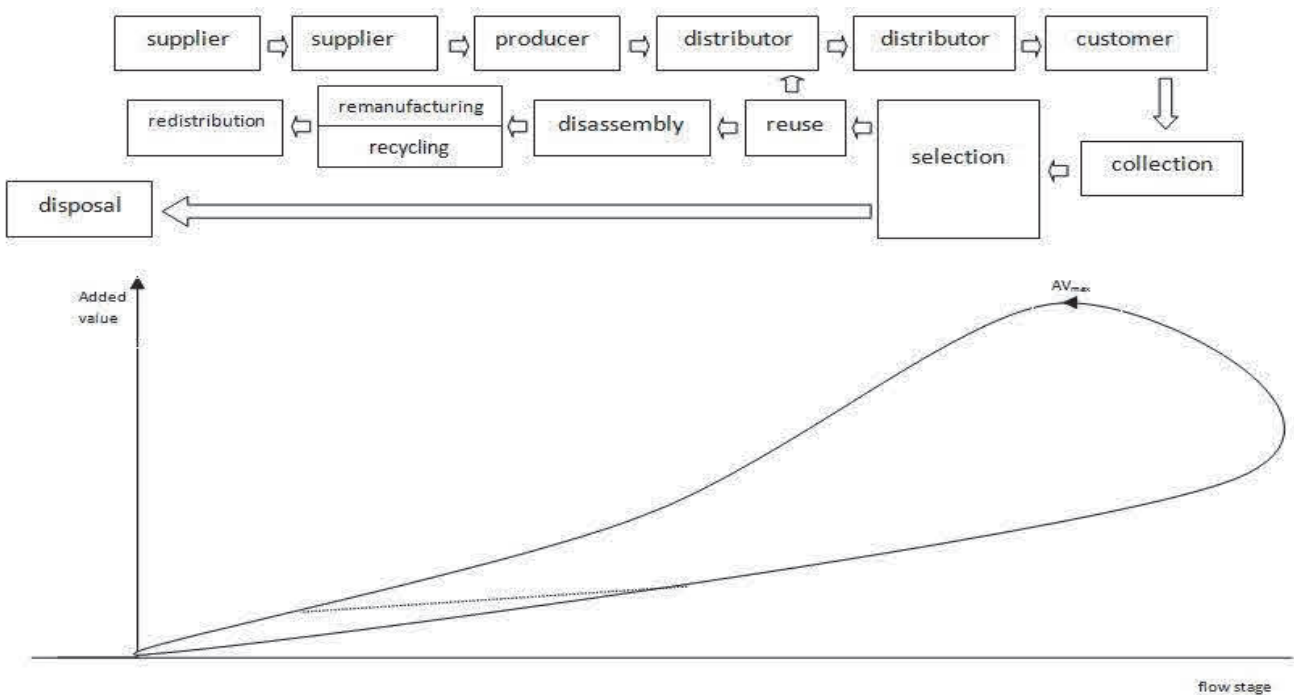 supplier
supplier
producer
distributor
distributor
customer
redistribution
remanufacturing
recycling
disassembly
reuse
selection
collection
disposal
Added
value
AVmax
flow stage